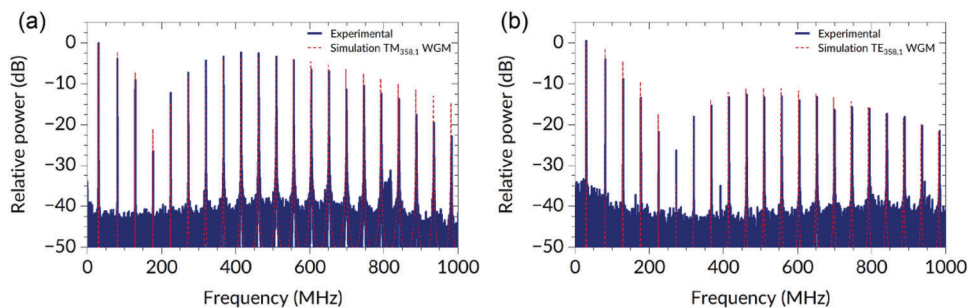 (a)
Experimental
Simulation TM358,1 WGM
Relative power (dB)
0
−10
−20
−30
−40
−50
0
200
400
600
800
1000
Frequency (MHz)
(b)
Experimental
Simulation TE358,1 WGM
Relative power (dB)
0
−10
−20
−30
−40
−50
0
200
400
600
800
1000
Frequency (MHz)